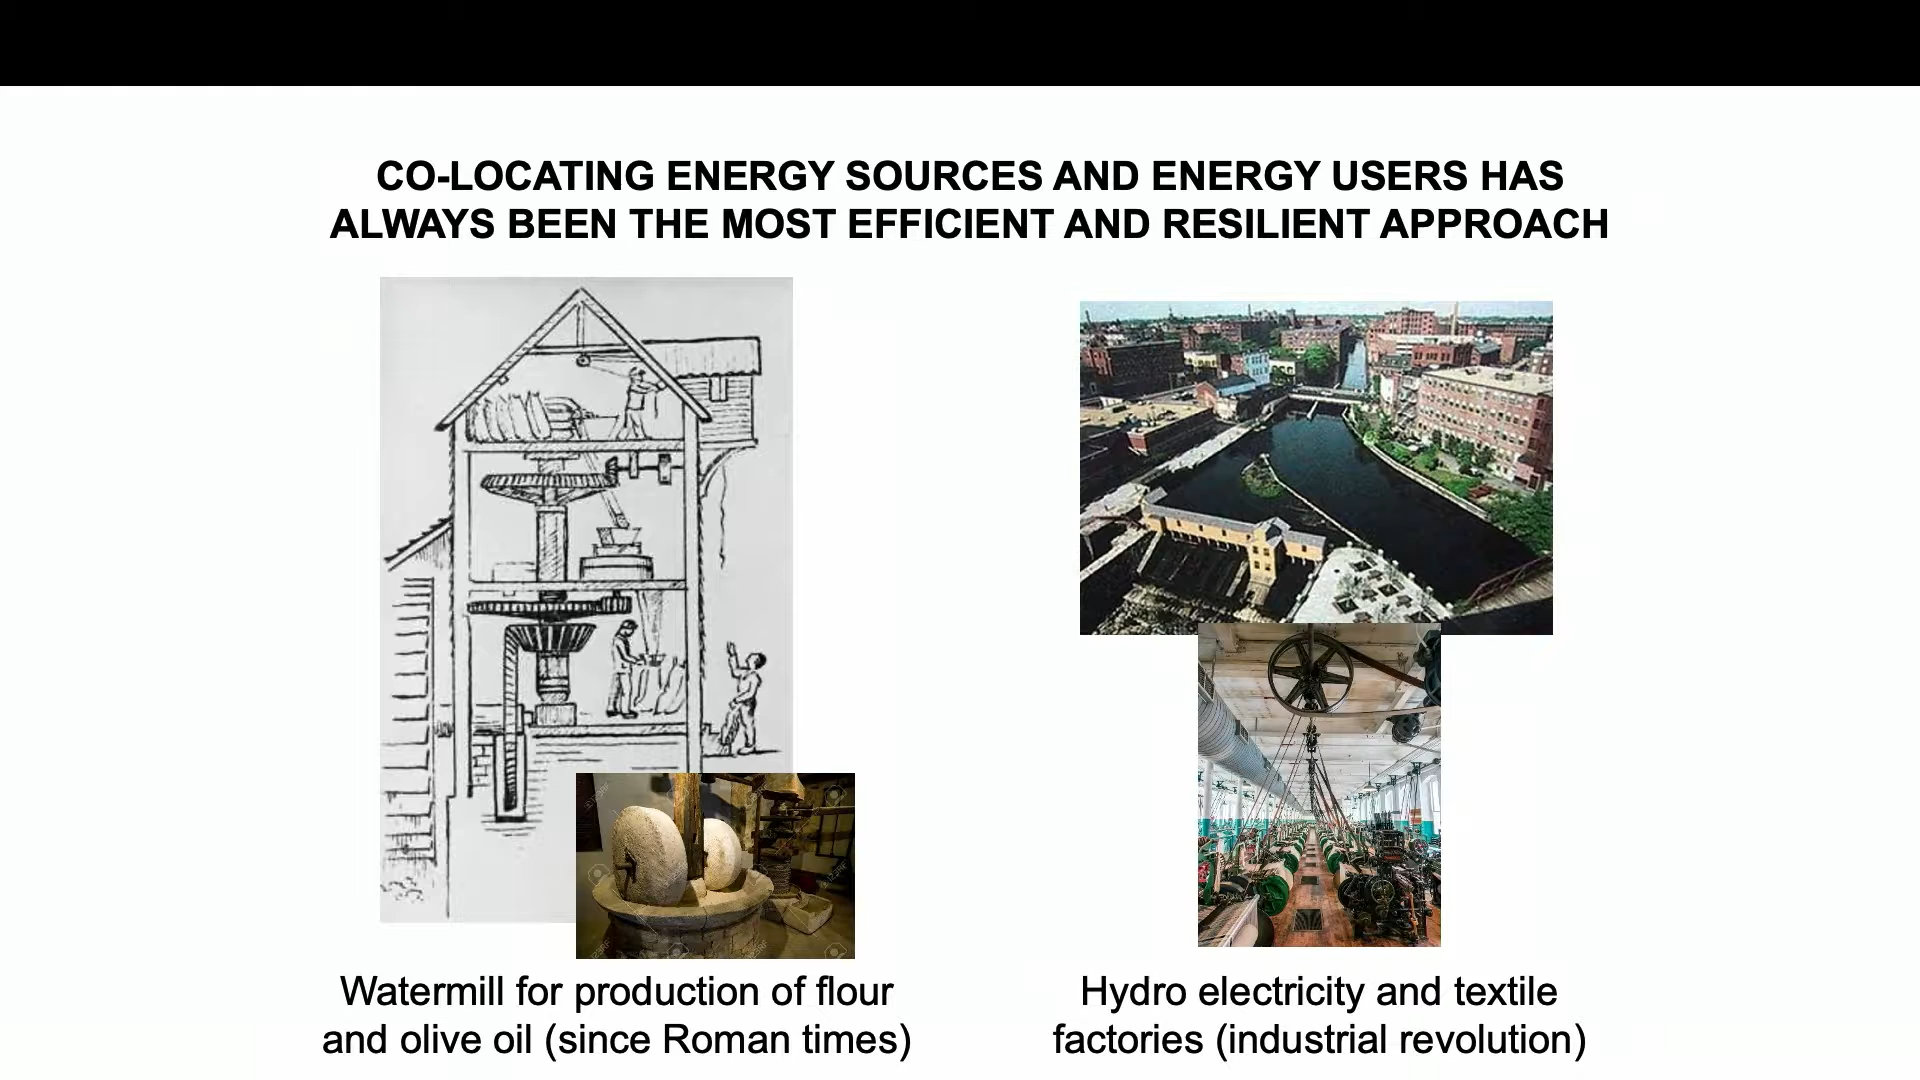 CO-LOCATING ENERGY SOURCES AND ENERGY USERS HAS
ALWAYS BEEN THE MOST EFFICIENT AND RESILIENT APPROACH
Watermill for production of flour
and olive oil (since Roman times)
Hydro electricity and textile
factories (industrial revolution)